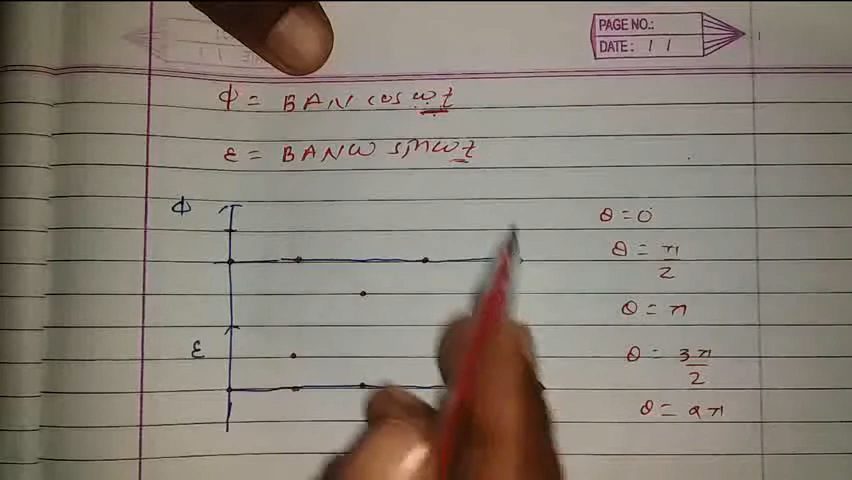 PAGE NO.:
DATE: / /
Φ = BAN cos ωt
ε = BANω sin ωt
Φ
ε
θ = 0
θ = π/2
θ = π
θ = 3π/2
θ = 2π